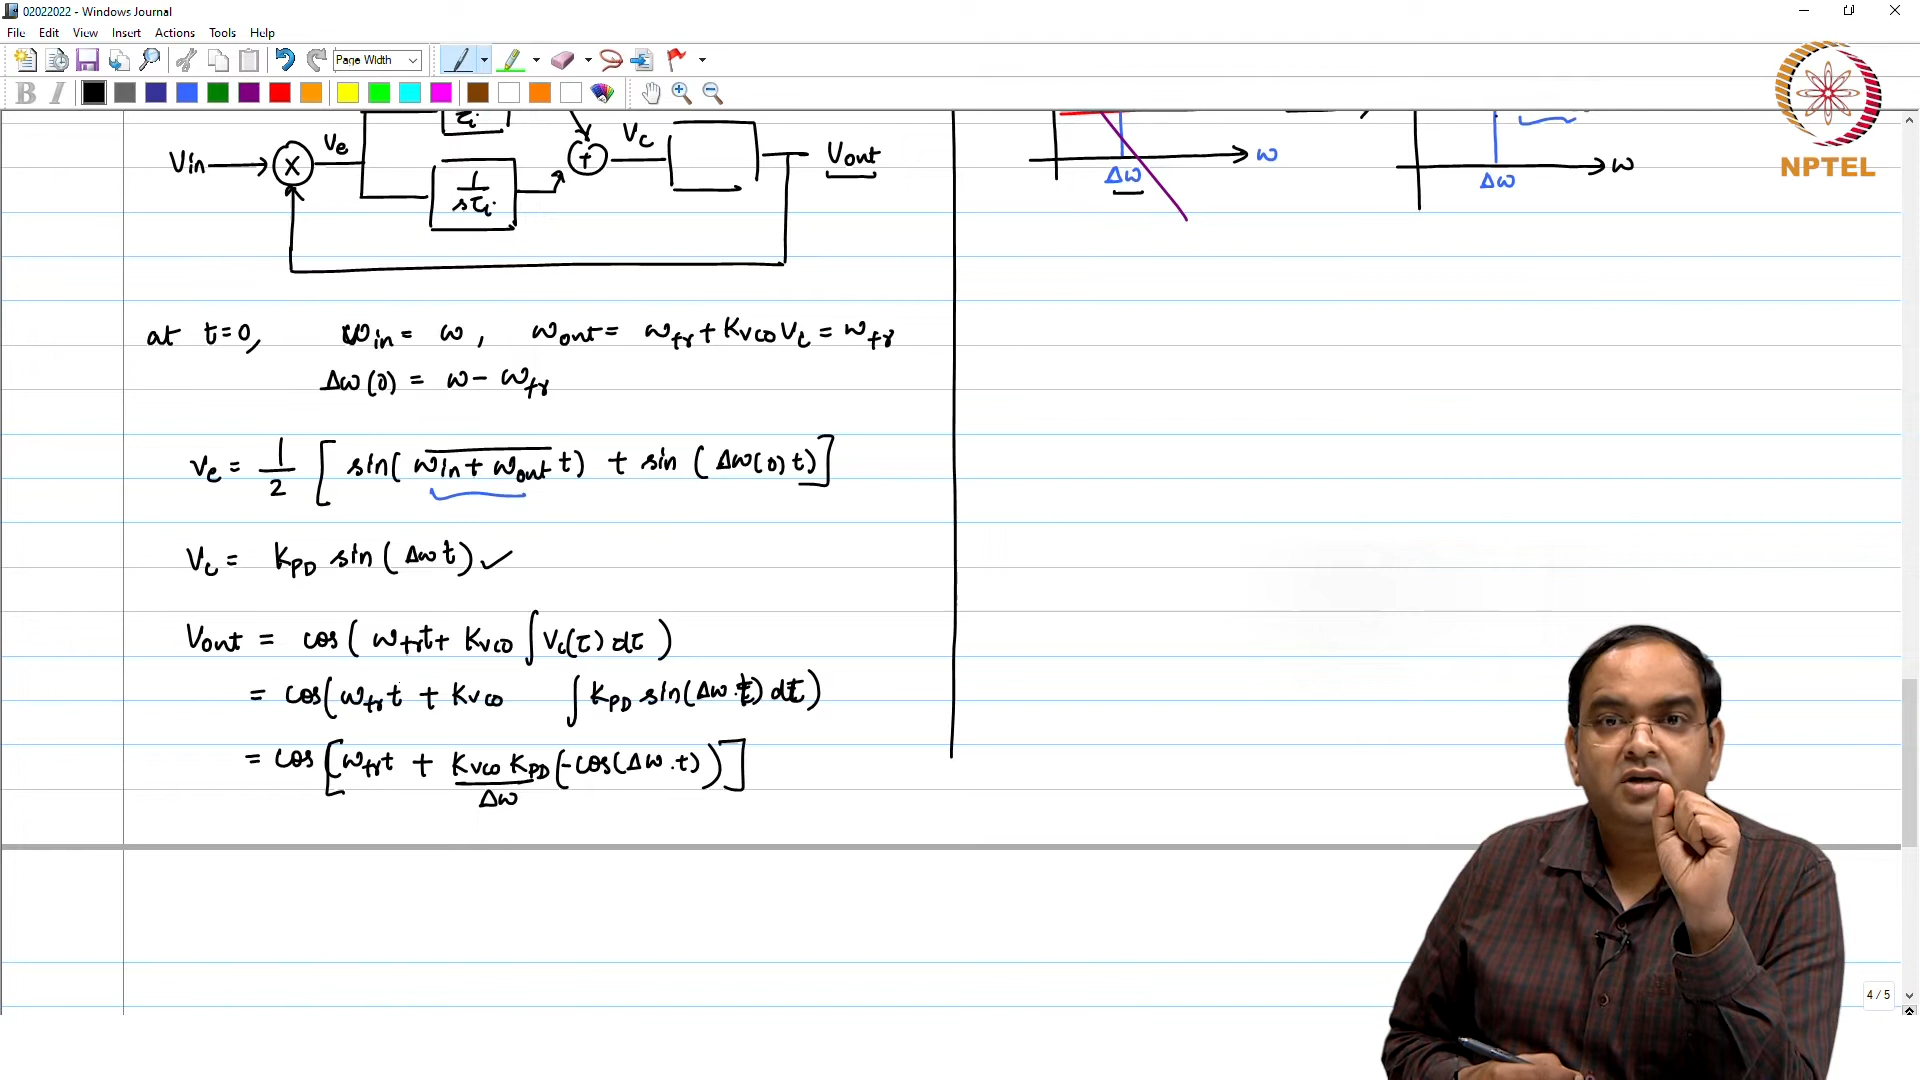 02022022 - Windows Journal
File Edit View Insert Actions Tools Help
Page Width
B I
NPTEL
τi
Vin
X
Ve
1
sτi
+
Vc
Vout
Δω
ω
Δω
ω
at t=0, ωin = ω, ωout = ωfr + KVCO Vc = ωfr
Δω(0) = ω - ωfr
Ve = 1/2 [ sin( ωin + ωout t) + sin (Δω(0) t) ]
Vc = KPD sin (Δω t) ✓
Vout = cos( ωfr t + KVCO ∫ Vc(τ) dτ )
= cos( ωfr t + KVCO ∫ KPD sin(Δω.t) dt )
= cos [ ωfr t + KVCO KPD/Δω (-cos(Δω.t)) ]
4 / 5